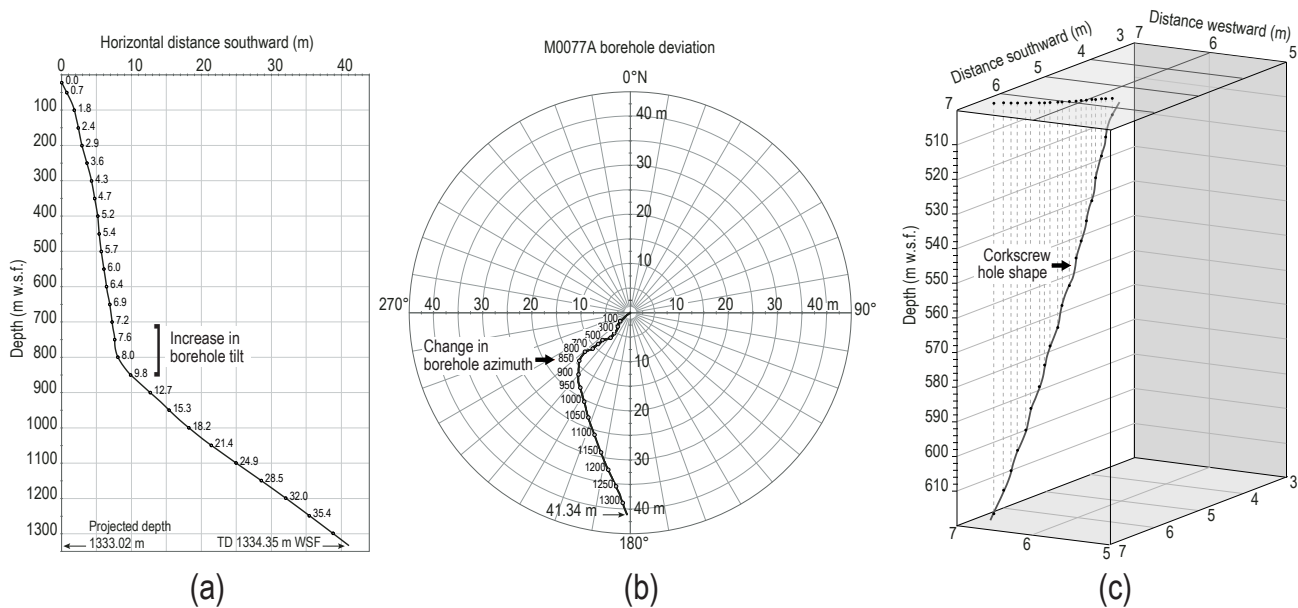 Horizontal distance southward (m)
0 10 20 30 40
Depth (m w.s.f.)
0.0
0.7
100
1.8
2.4
200
2.9
3.6
300
4.3
4.7
400
5.2
5.4
500
5.7
6.0
600
6.4
6.9
700
7.2
7.6
800
8.0
9.8
900
12.7
15.3
1000
18.2
21.4
1100
24.9
28.5
1200
32.0
35.4
1300
Increase in
borehole tilt
Projected depth
1333.02 m
TD 1334.35 m WSF
(a)
M0077A borehole deviation
0°N
40 m
30
20
10
270° 40 30 20 10 10 20 30 40 m 90°
10
20
30
40 m
100
300
500
700
800
850
900
950
1000
1050
1100
1150
1200
1250
1300
Change in
borehole azimuth
41.34 m
180°
(b)
Distance southward (m)
7 6 5 4 3
Distance westward (m)
7 6 5
Depth (m w.s.f.)
510
520
530
540
550
560
570
580
590
600
610
Corkscrew
hole shape
7 6 5
7 6 5 4 3
(c)